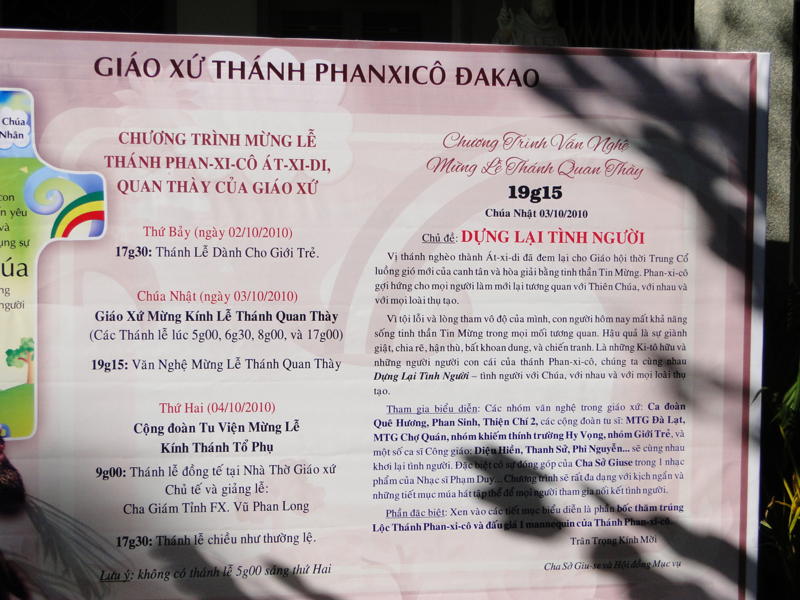 GIÁO XỨ THÁNH PHANXICÔ ĐAKAO
Chúa
Nhân
con
yêu
và
ụng sự
úa
ng
người
CHƯƠNG TRÌNH MỪNG LỄ
THÁNH PHAN-XI-CÔ ÁT-XI-DI,
QUAN THÀY CỦA GIÁO XỨ
Thứ Bảy (ngày 02/10/2010)
17g30: Thánh Lễ Dành Cho Giới Trẻ.
Chúa Nhật (ngày 03/10/2010)
Giáo Xứ Mừng Kính Lễ Thánh Quan Thày
(Các Thánh lễ lúc 5g00, 6g30, 8g00, và 17g00)
19g15: Văn Nghệ Mừng Lễ Thánh Quan Thày
Thứ Hai (04/10/2010)
Cộng đoàn Tu Viện Mừng Lễ
Kính Thánh Tổ Phụ
9g00: Thánh lễ đồng tế tại Nhà Thờ Giáo xứ
Chủ tế và giảng lễ:
Cha Giám Tỉnh FX. Vũ Phan Long
17g30: Thánh lễ chiều như thường lệ.
Lưu ý: không có thánh lễ 5g00 sáng thứ Hai
Chương Trình Văn Nghệ
Mừng Lễ Thánh Quan Thày
19g15
Chúa Nhật 03/10/2010
Chủ đề: DỰNG LẠI TÌNH NGƯỜI
Vị thánh nghèo thành Át-xi-di đã đem lại cho Giáo hội thời Trung Cổ
luồng gió mới của canh tân và hòa giải bằng tinh thần Tin Mừng. Phan-xi-cô
gợi hứng cho mọi người làm mới lại tương quan với Thiên Chúa, với nhau và
với mọi loài thụ tạo.
Vì tội lỗi và lòng tham vô độ của mình, con người hôm nay mất khả năng
sống tinh thần Tin Mừng trong mọi mối tương quan. Hậu quả là sự giành
giật, chia rẽ, hận thù, bất khoan dung, và chiến tranh. Là những Ki-tô hữu và
những người người con cái của thánh Phan-xi-cô, chúng ta cùng nhau
Dựng Lại Tình Người – tình người với Chúa, với nhau và với mọi loài thụ
tạo.
Tham gia biểu diễn: Các nhóm văn nghệ trong giáo xứ: Ca đoàn
Quê Hương, Phan Sinh, Thiện Chí 2, các cộng đoàn tu sĩ: MTG Đà Lạt,
MTG Chợ Quán, nhóm khiếm thính trường Hy Vọng, nhóm Giới Trẻ, và
một số ca sĩ Công giáo: Diệu Hiền, Thanh Sử, Phi Nguyễn... sẽ cùng nhau
khơi lại tình người. Đặc biệt có sự đóng góp của Cha Sở Giuse trong 1 nhạc
phẩm của Nhạc sĩ Phạm Duy... Chương trình sẽ rất đa dạng với kịch ngắn và
những tiết mục múa hát tập thể để mọi người tham gia nối kết tình người.
Phần đặc biệt: Xen vào các tiết mục biểu diễn là phần bốc thăm trúng
Lộc Thánh Phan-xi-cô và đấu giá 1 mannequin của Thánh Phan-xi-cô.
Trân Trọng Kính Mời
Cha Sở Giu-se và Hội đồng Mục vụ